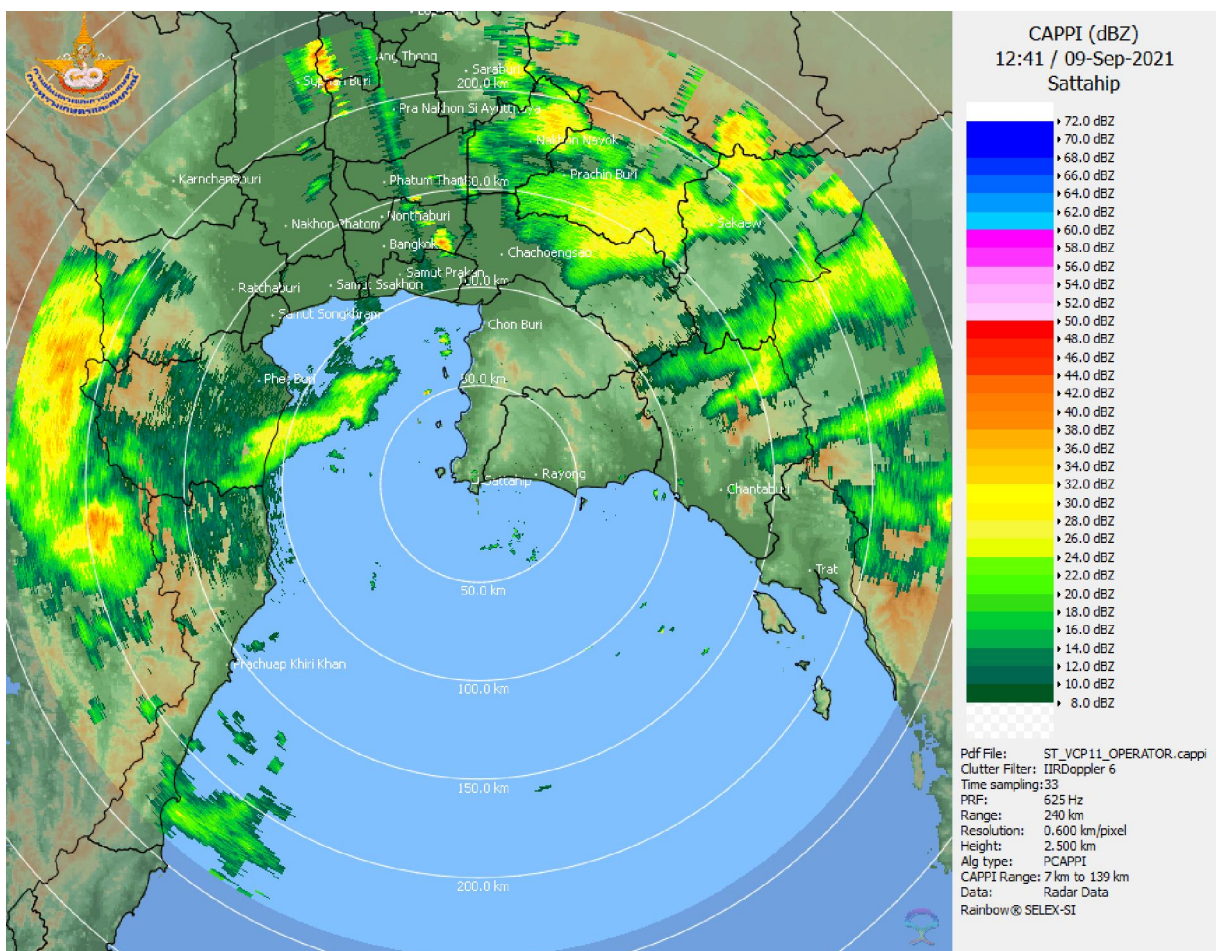 Ang Thong
Saraburi
200.0 km
Pra Nakhon Si Ayutthaya
Nakhon Nayok
Karnchanaburi
Phatum Thani
150.0 km
Prachin Buri
Nakhon Phatom
Nonthaburi
Sakaew
Bangkok
Chachoengsao
Samut Prakan
Ratchaburi
Samut Ssakhon
100.0 km
Samut Songkhram
Chon Buri
Phet Buri
50.0 km
Rayong
Sattahip
Chantaburi
Trat
50.0 km
Prachuap Khiri Khan
100.0 km
150.0 km
200.0 km
CAPPI (dBZ)
12:41 / 09-Sep-2021
Sattahip
72.0 dBZ
70.0 dBZ
68.0 dBZ
66.0 dBZ
64.0 dBZ
62.0 dBZ
60.0 dBZ
58.0 dBZ
56.0 dBZ
54.0 dBZ
52.0 dBZ
50.0 dBZ
48.0 dBZ
46.0 dBZ
44.0 dBZ
42.0 dBZ
40.0 dBZ
38.0 dBZ
36.0 dBZ
34.0 dBZ
32.0 dBZ
30.0 dBZ
28.0 dBZ
26.0 dBZ
24.0 dBZ
22.0 dBZ
20.0 dBZ
18.0 dBZ
16.0 dBZ
14.0 dBZ
12.0 dBZ
10.0 dBZ
8.0 dBZ
Pdf File: ST_VCP11_OPERATOR.cappi
Clutter Filter: IIRDoppler 6
Time sampling:33
PRF: 625 Hz
Range: 240 km
Resolution: 0.600 km/pixel
Height: 2.500 km
Alg type: PCAPPI
CAPPI Range: 7 km to 139 km
Data: Radar Data
Rainbow® SELEX-SI